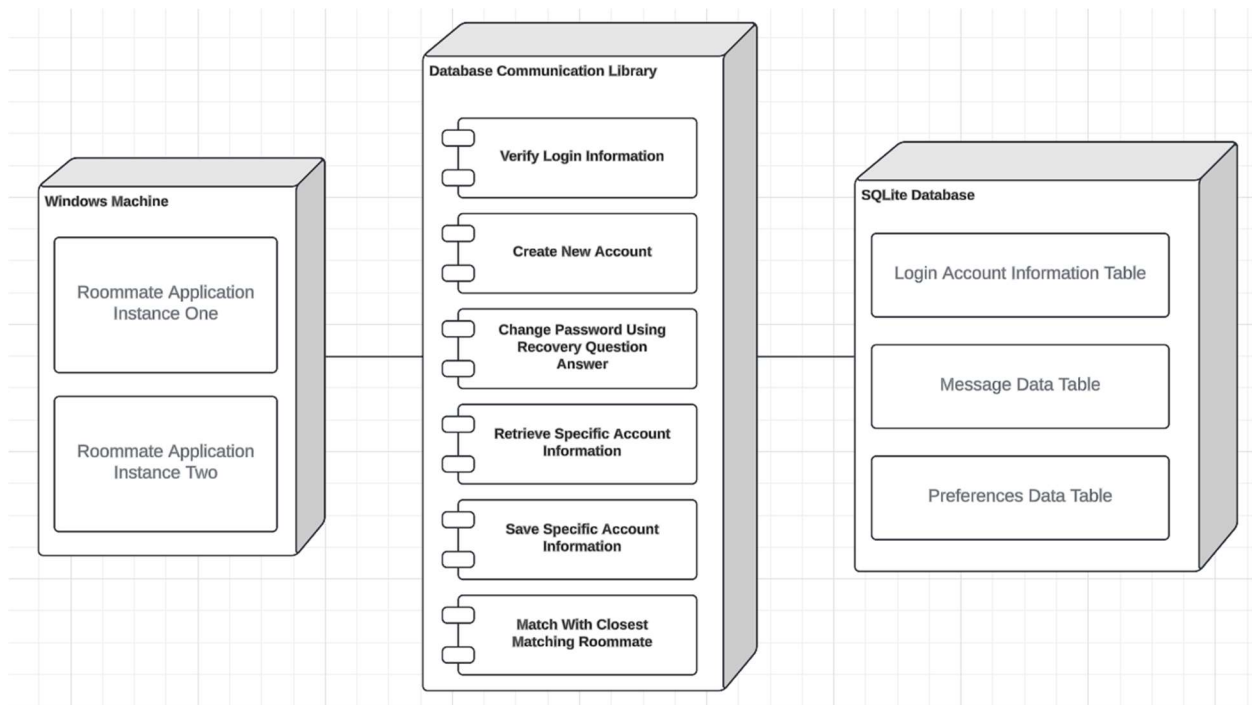 Windows Machine
Roommate Application
Instance One
Roommate Application
Instance Two
Database Communication Library
Verify Login Information
Create New Account
Change Password Using
Recovery Question
Answer
Retrieve Specific Account
Information
Save Specific Account
Information
Match With Closest
Matching Roommate
SQLite Database
Login Account Information Table
Message Data Table
Preferences Data Table